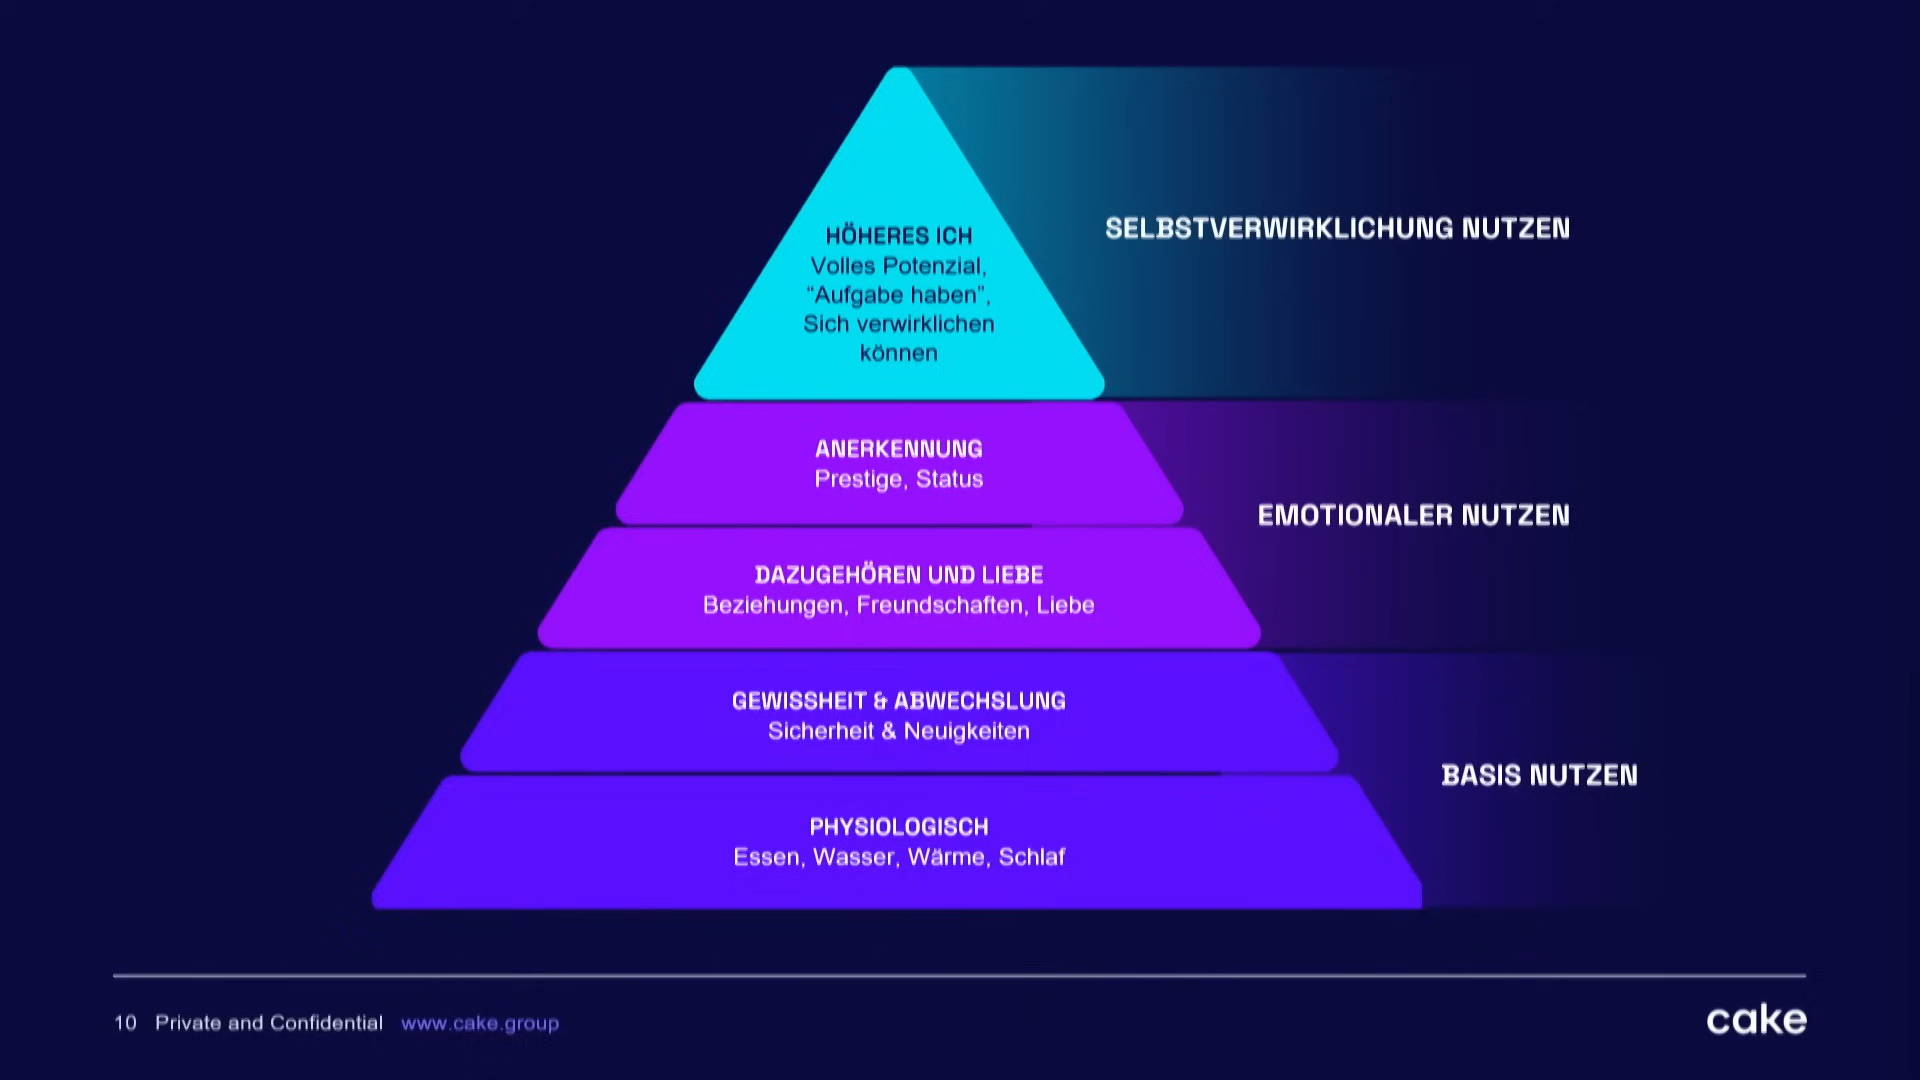 HÖHERES ICH
Volles Potenzial,
“Aufgabe haben”,
Sich verwirklichen
können
SELBSTVERWIRKLICHUNG NUTZEN
ANERKENNUNG
Prestige, Status
EMOTIONALER NUTZEN
DAZUGEHÖREN UND LIEBE
Beziehungen, Freundschaften, Liebe
GEWISSHEIT & ABWECHSLUNG
Sicherheit & Neuigkeiten
BASIS NUTZEN
PHYSIOLOGISCH
Essen, Wasser, Wärme, Schlaf
10 Private and Confidential www.cake.group
cake